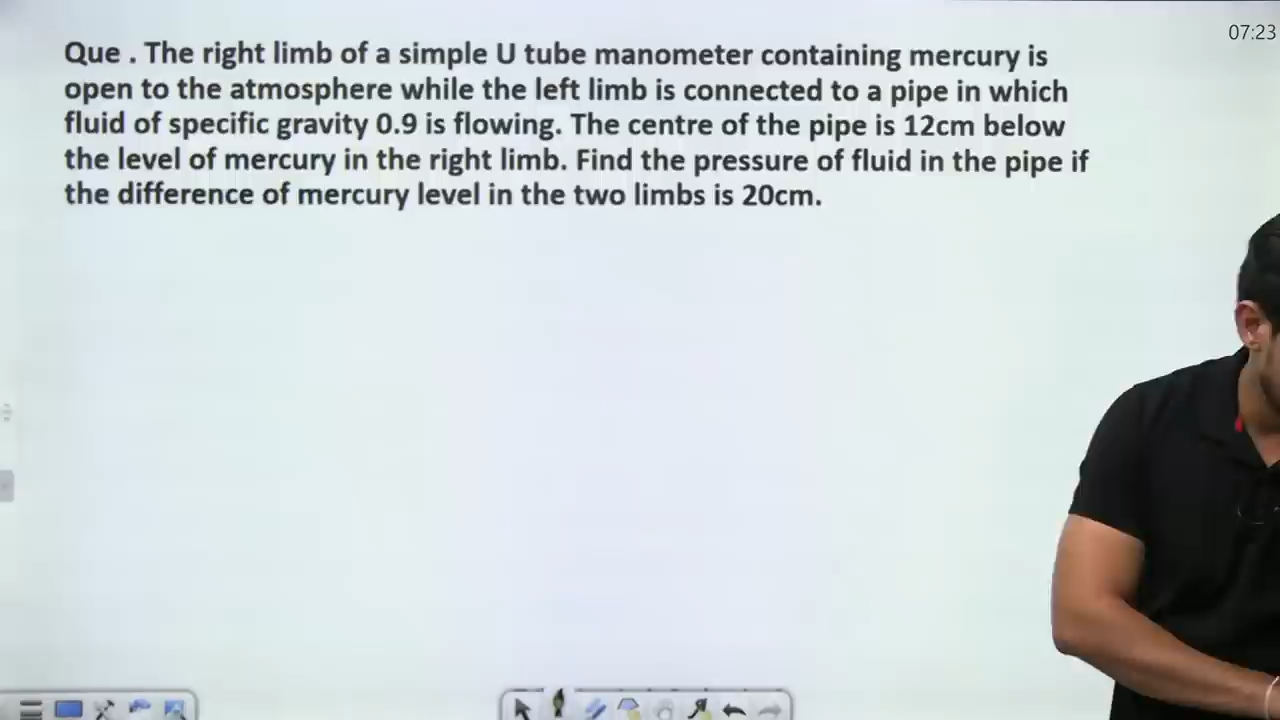 07:23
Que . The right limb of a simple U tube manometer containing mercury is
open to the atmosphere while the left limb is connected to a pipe in which
fluid of specific gravity 0.9 is flowing. The centre of the pipe is 12cm below
the level of mercury in the right limb. Find the pressure of fluid in the pipe if
the difference of mercury level in the two limbs is 20cm.